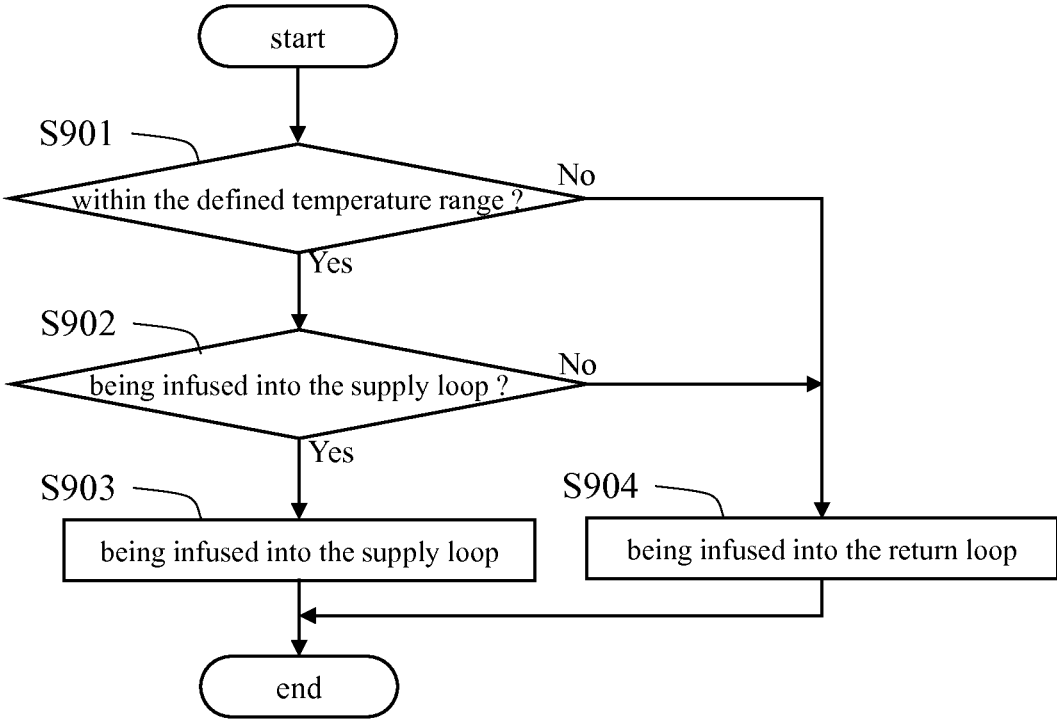 start
S901
No
within the defined temperature range ?
Yes
S902
No
being infused into the supply loop ?
Yes
S903
S904
being infused into the supply loop
being infused into the return loop
end